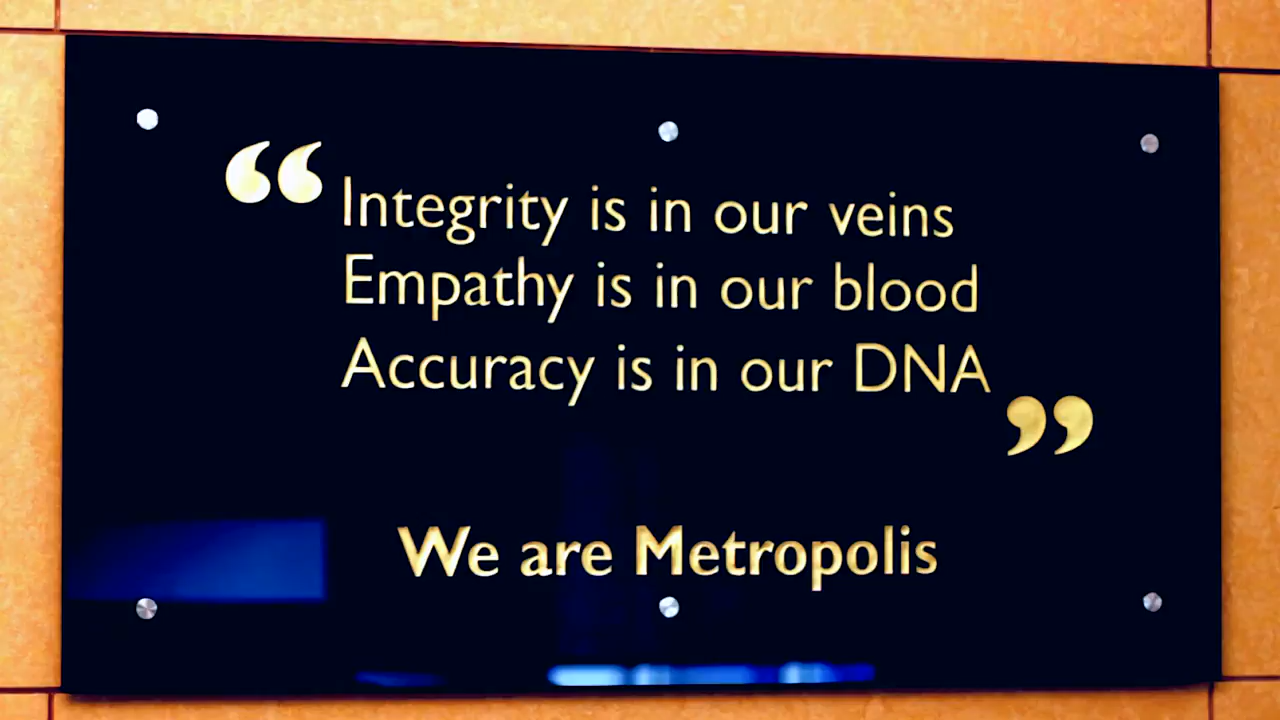 “Integrity is in our veins
Empathy is in our blood
Accuracy is in our DNA”
We are Metropolis